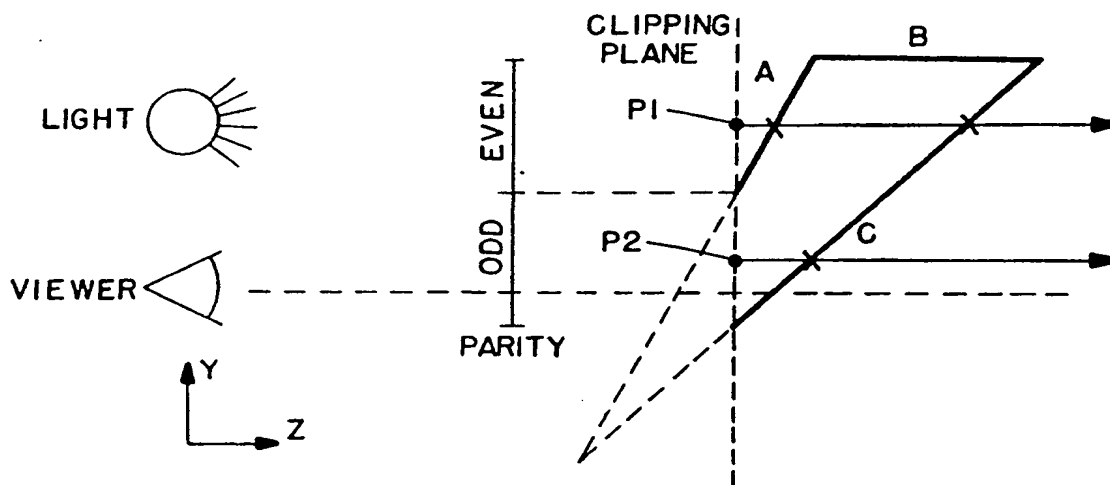 CLIPPING
PLANE
B
A
LIGHT
EVEN
P1
ODD
P2
C
VIEWER
PARITY
Y
Z